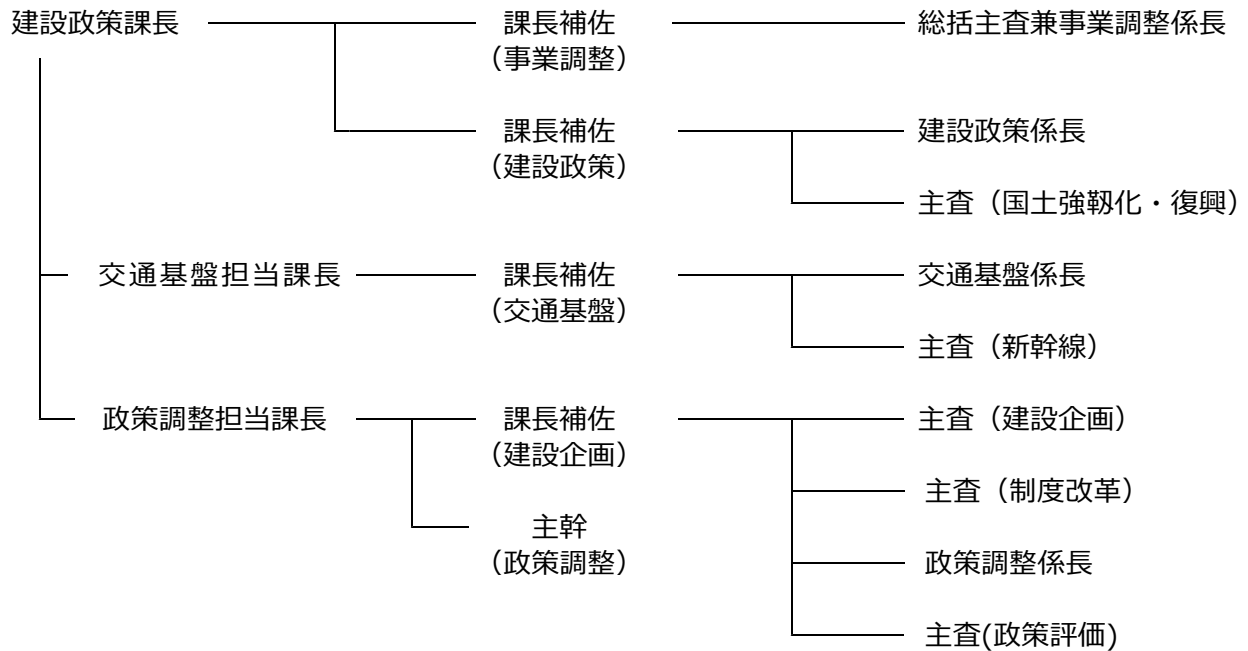 建設政策課長 課長補佐 総括主査兼事業調整係長
（事業調整）
課長補佐 建設政策係長
（建設政策）
主査（国土強靱化・復興）
交通基盤担当課長 課長補佐 交通基盤係長
（交通基盤）
主査（新幹線）
政策調整担当課長 課長補佐 主査（建設企画）
（建設企画）
主査（制度改革）
主幹
（政策調整）
政策調整係長
主査(政策評価)